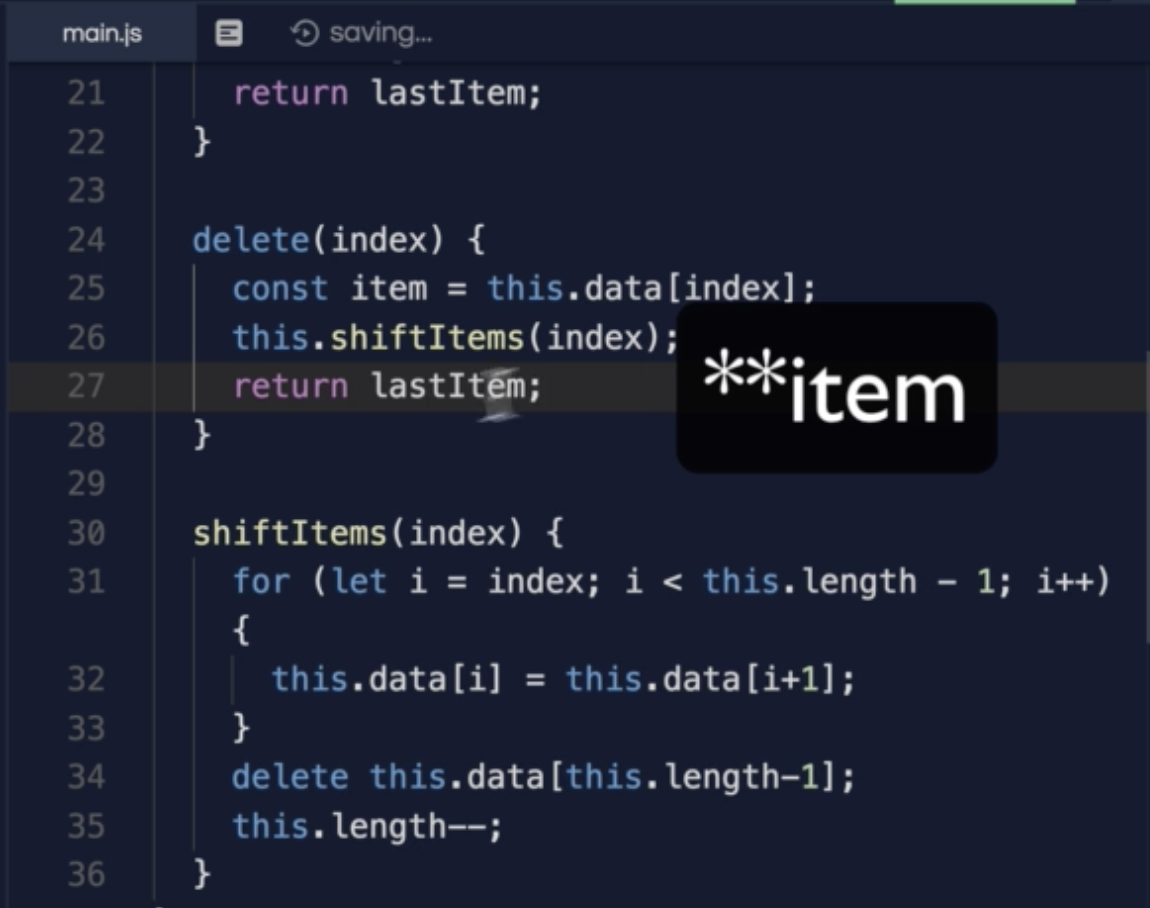 main.js saving...
21 return lastItem;
22 }
23
24 delete(index) {
25 const item = this.data[index];
26 this.shiftItems(index);
27 return lastItem;
**item
28 }
29
30 shiftItems(index) {
31 for (let i = index; i < this.length - 1; i++)
{
32 this.data[i] = this.data[i+1];
33 }
34 delete this.data[this.length-1];
35 this.length--;
36 }